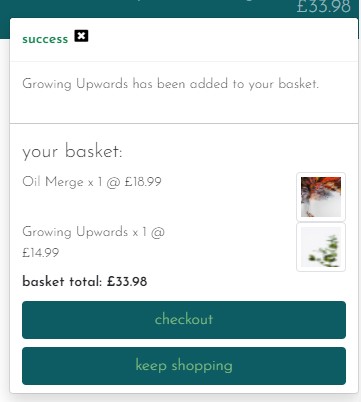 £33.98
success
Growing Upwards has been added to your basket.
your basket:
Oil Merge x 1 @ £18.99
Growing Upwards x 1 @
£14.99
basket total: £33.98
checkout
keep shopping